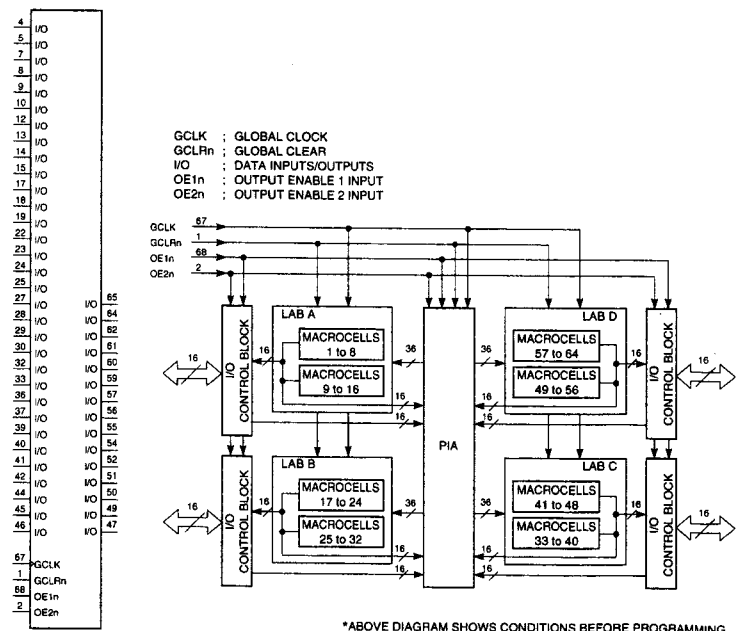 4 I/O
5 I/O
7 I/O
8 I/O
9 I/O
10 I/O
12 I/O
13 I/O
14 I/O
15 I/O
17 I/O
18 I/O
19 I/O
22 I/O
23 I/O
24 I/O
25 I/O
27 I/O I/O 65
28 I/O I/O 64
29 I/O I/O 62
30 I/O I/O 61
32 I/O I/O 60
33 I/O I/O 59
36 I/O I/O 57
37 I/O I/O 56
39 I/O I/O 55
40 I/O I/O 54
41 I/O I/O 52
42 I/O I/O 51
44 I/O I/O 50
45 I/O I/O 49
46 I/O I/O 47
67 GCLK
1 GCLRn
68 OE1n
2 OE2n
GCLK ; GLOBAL CLOCK
GCLRn ; GLOBAL CLEAR
I/O ; DATA INPUTS/OUTPUTS
OE1n ; OUTPUT ENABLE 1 INPUT
OE2n ; OUTPUT ENABLE 2 INPUT
GCLK 67
GCLRn 1
OE1n 68
OE2n 2
16
I/O
CONTROL BLOCK
16
LAB A
MACROCELLS
1 to 8
MACROCELLS
9 to 16
36
16
16
PIA
36
LAB D
MACROCELLS
57 to 64
MACROCELLS
49 to 56
16
16
16
I/O
CONTROL BLOCK
16
16
I/O
CONTROL BLOCK
16
LAB B
MACROCELLS
17 to 24
MACROCELLS
25 to 32
36
16
16
36
LAB C
MACROCELLS
41 to 48
MACROCELLS
33 to 40
16
16
16
I/O
CONTROL BLOCK
16
*ABOVE DIAGRAM SHOWS CONDITIONS BEFORE PROGRAMMING